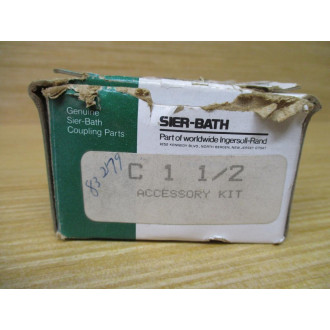 Genuine
Sier-Bath
Coupling Parts
SIER-BATH
Part of worldwide Ingersoll-Rand
C 1 1/2
ACCESSORY KIT
83279